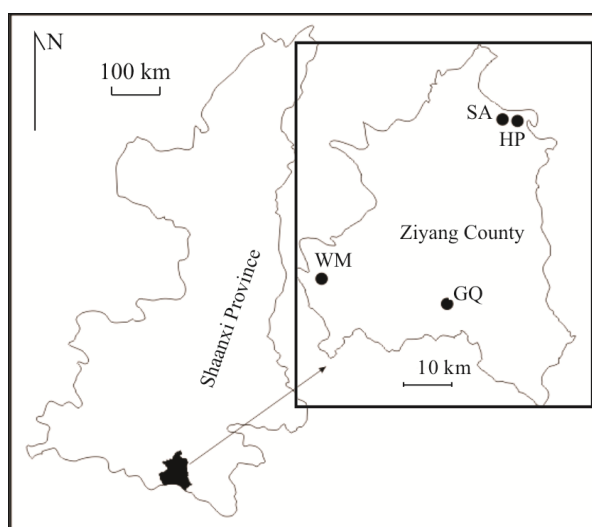 N
100 km
SA
HP
Ziyang County
WM
GQ
Shaanxi Province
10 km